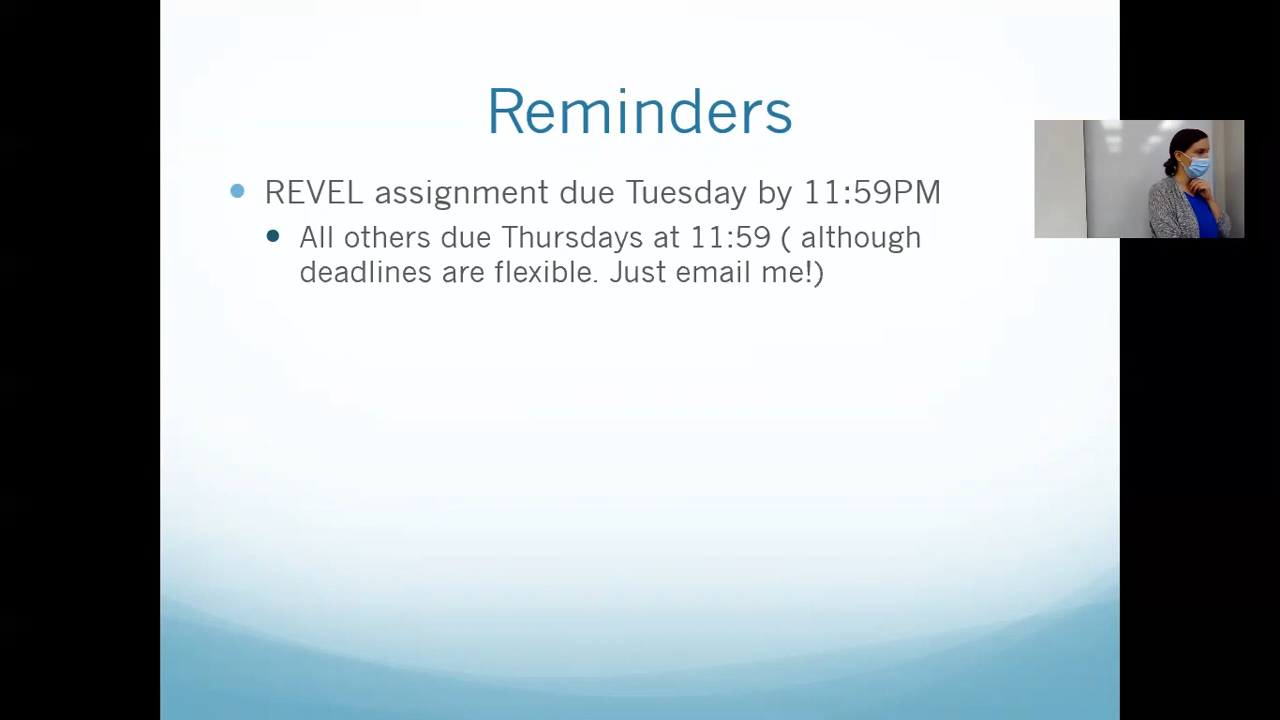 Reminders
REVEL assignment due Tuesday by 11:59PM
All others due Thursdays at 11:59 ( although
deadlines are flexible. Just email me!)